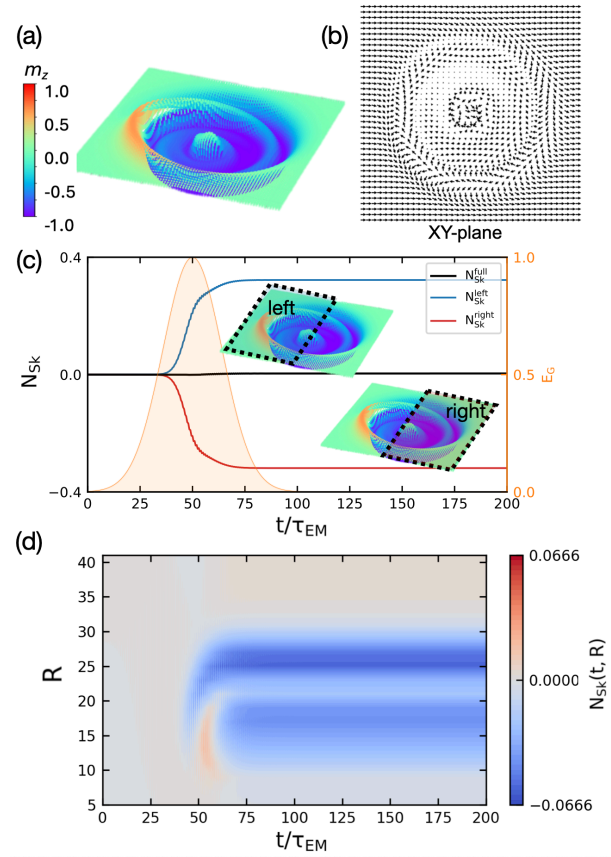 (a)
m_z
1.0
0.5
0.0
-0.5
-1.0
(b)
XY-plane
(c)
0.4
0.0
−0.4
N_Sk
N_Sk^full
N_Sk^left
N_Sk^right
left
right
1.0
0.5
0.0
E_G
0 25 50 75 100 125 150 175 200
t/τ_EM
(d)
40
35
30
25
20
15
10
5
R
0 25 50 75 100 125 150 175 200
t/τ_EM
0.0666
0.0000
−0.0666
N_Sk(t, R)